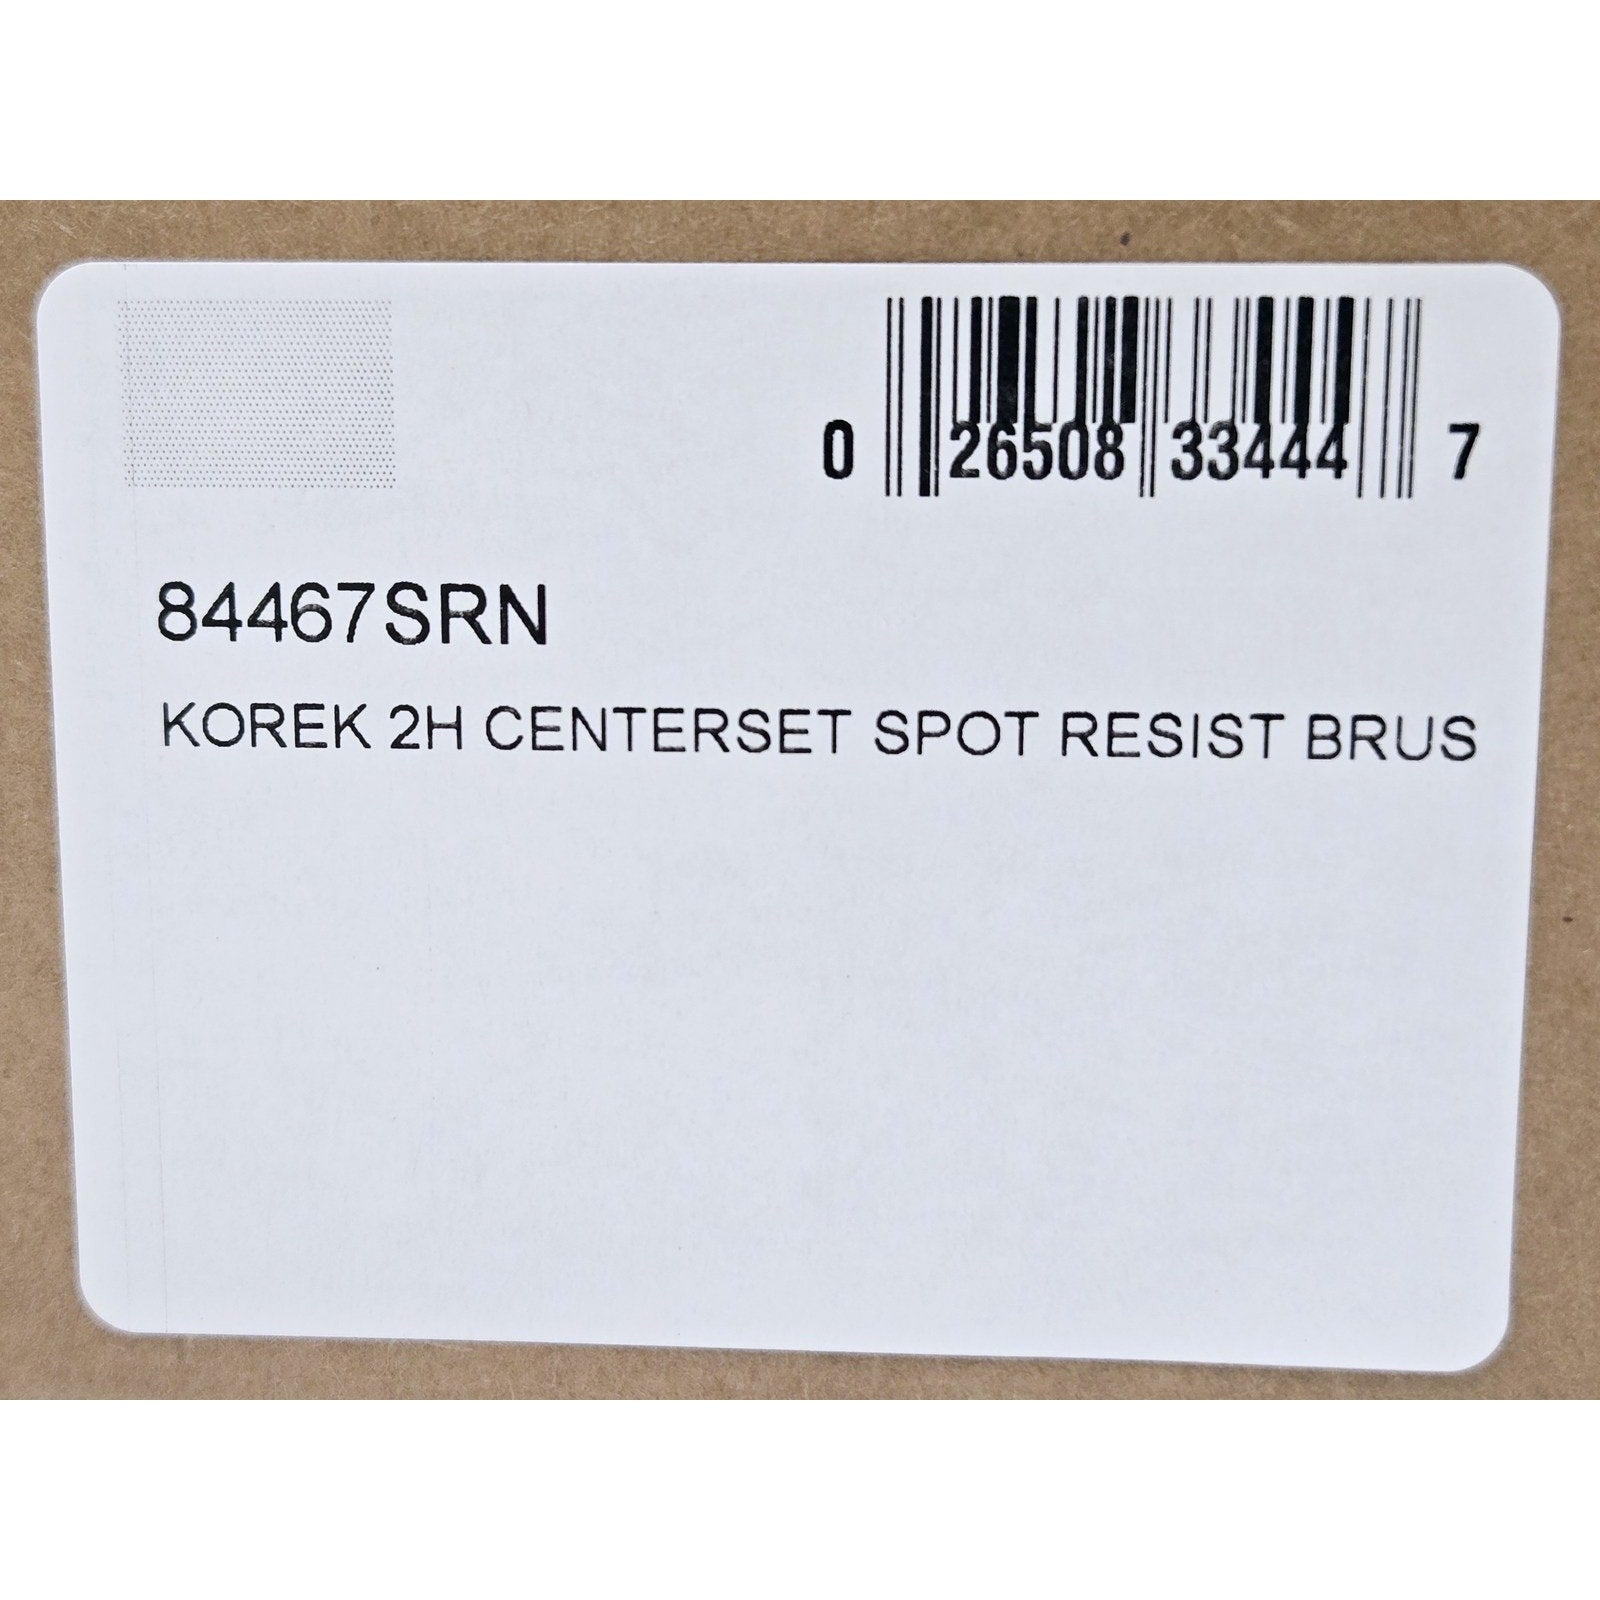 0 26508 33444 7
84467SRN
KOREK 2H CENTERSET SPOT RESIST BRUS